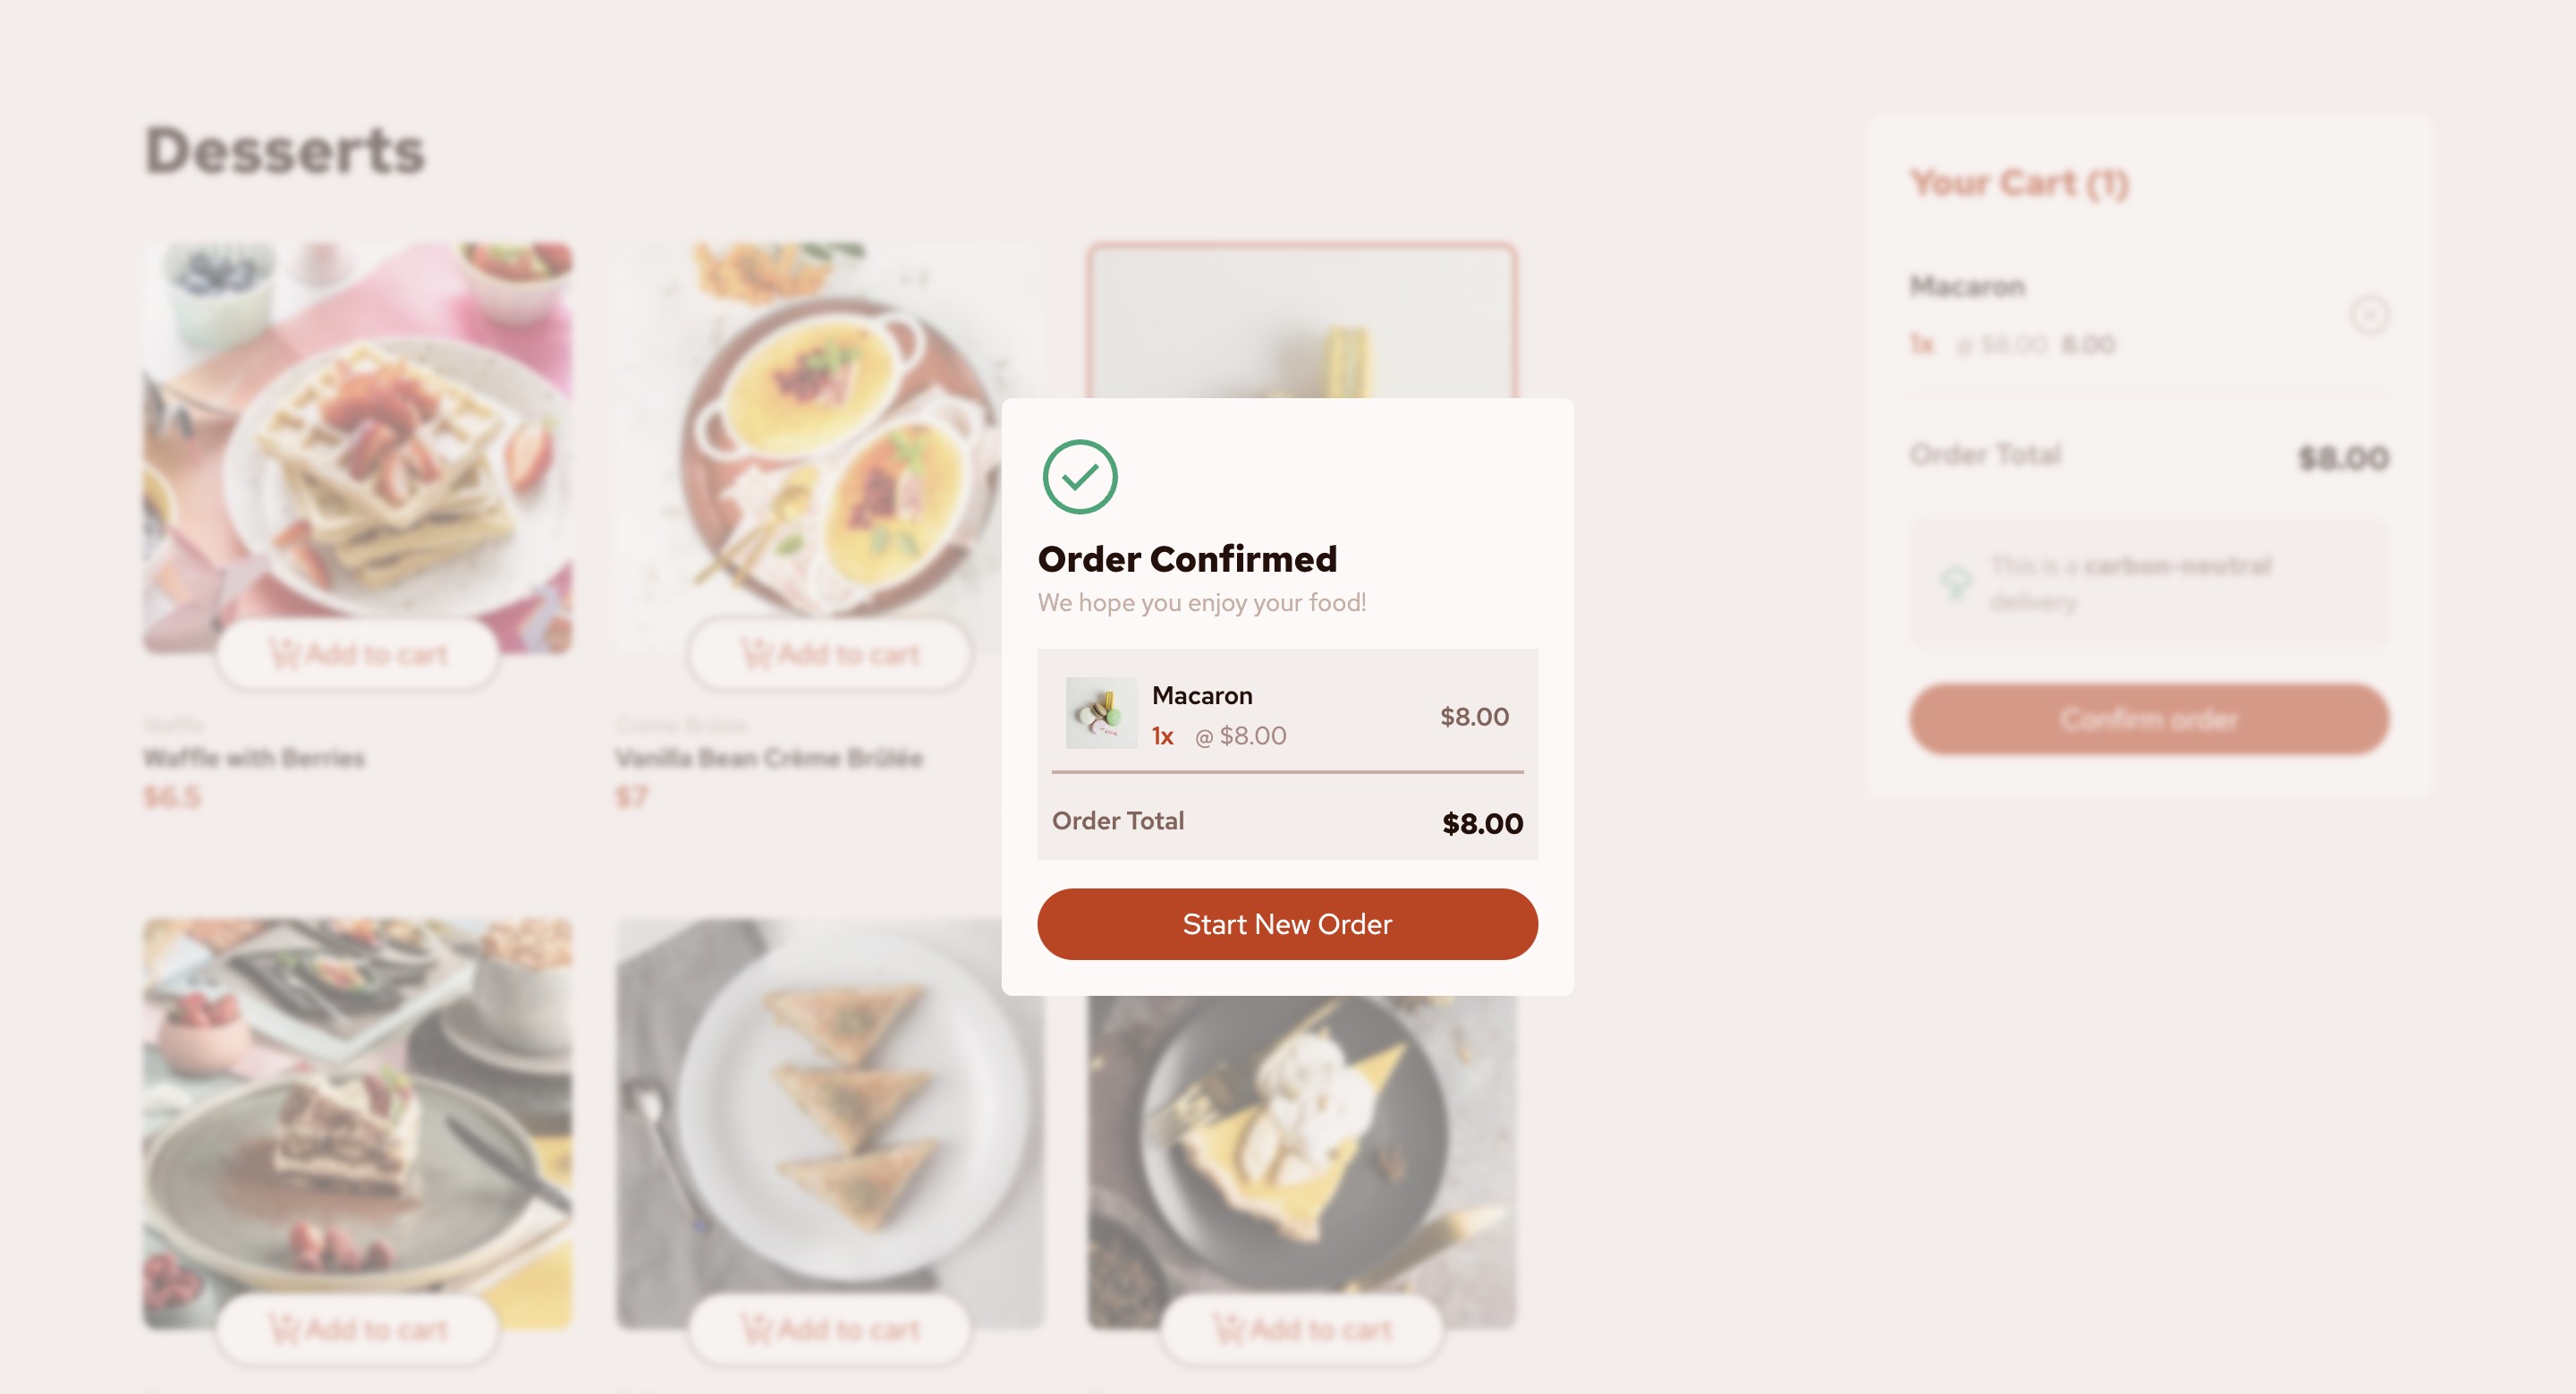 Desserts
Add to cart
Add to cart
Waffle
Waffle with Berries
$6.5
Crème Brûlée
Vanilla Bean Crème Brûlée
$7
Add to cart
Add to cart
Add to cart
Your Cart (1)
Macaron
1x @ $8.00 8.00
Order Total $8.00
This is a carbon-neutral
delivery
Confirm order
Order Confirmed
We hope you enjoy your food!
Macaron
1x @ $8.00 $8.00
Order Total $8.00
Start New Order